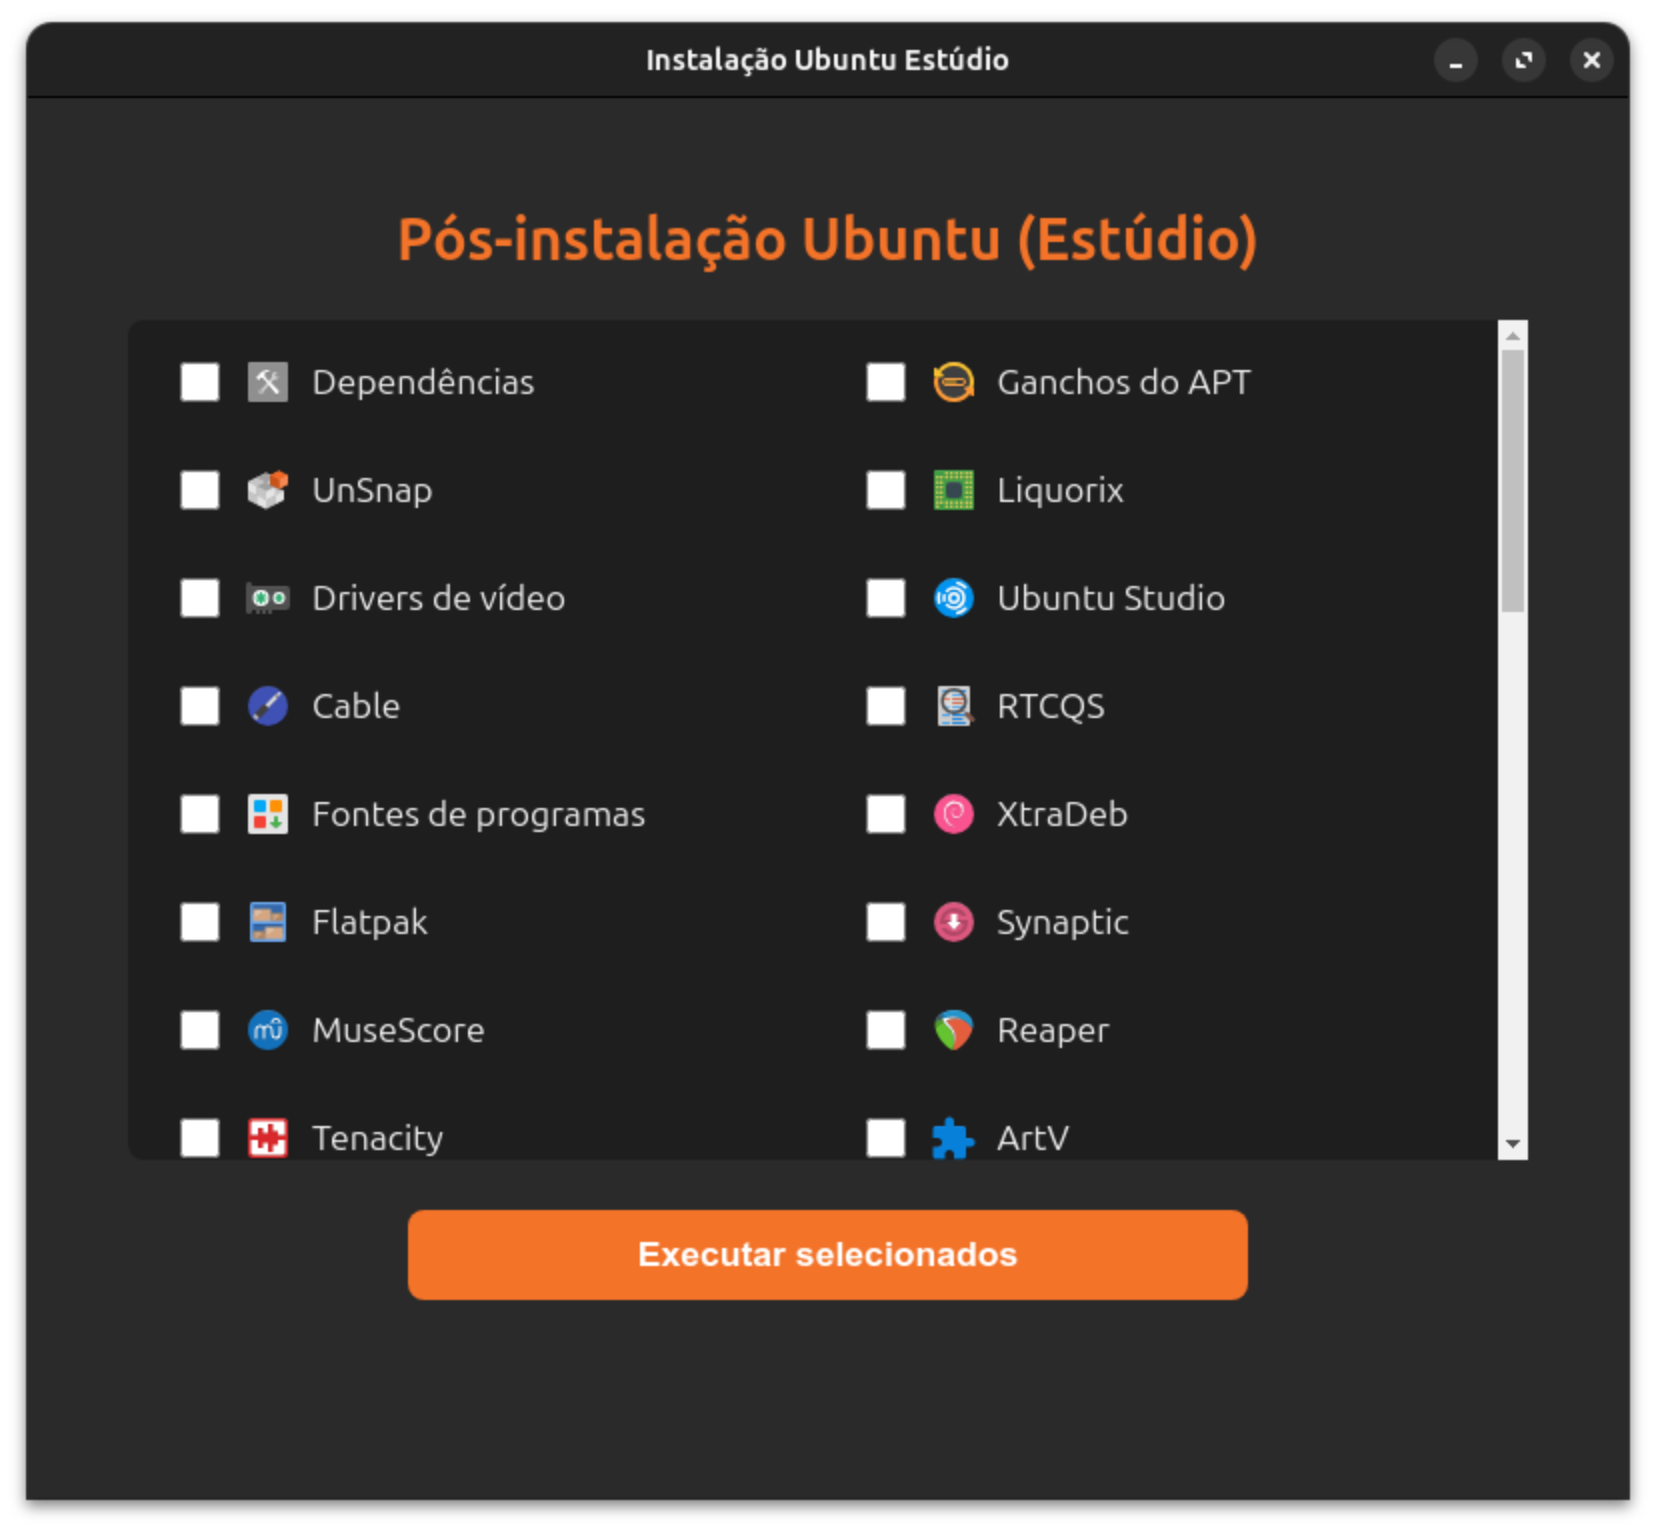 Instalação Ubuntu Estúdio
Pós-instalação Ubuntu (Estúdio)
Dependências
Ganchos do APT
UnSnap
Liquorix
Drivers de vídeo
Ubuntu Studio
Cable
RTCQS
Fontes de programas
XtraDeb
Flatpak
Synaptic
MuseScore
Reaper
Tenacity
ArtV
Executar selecionados